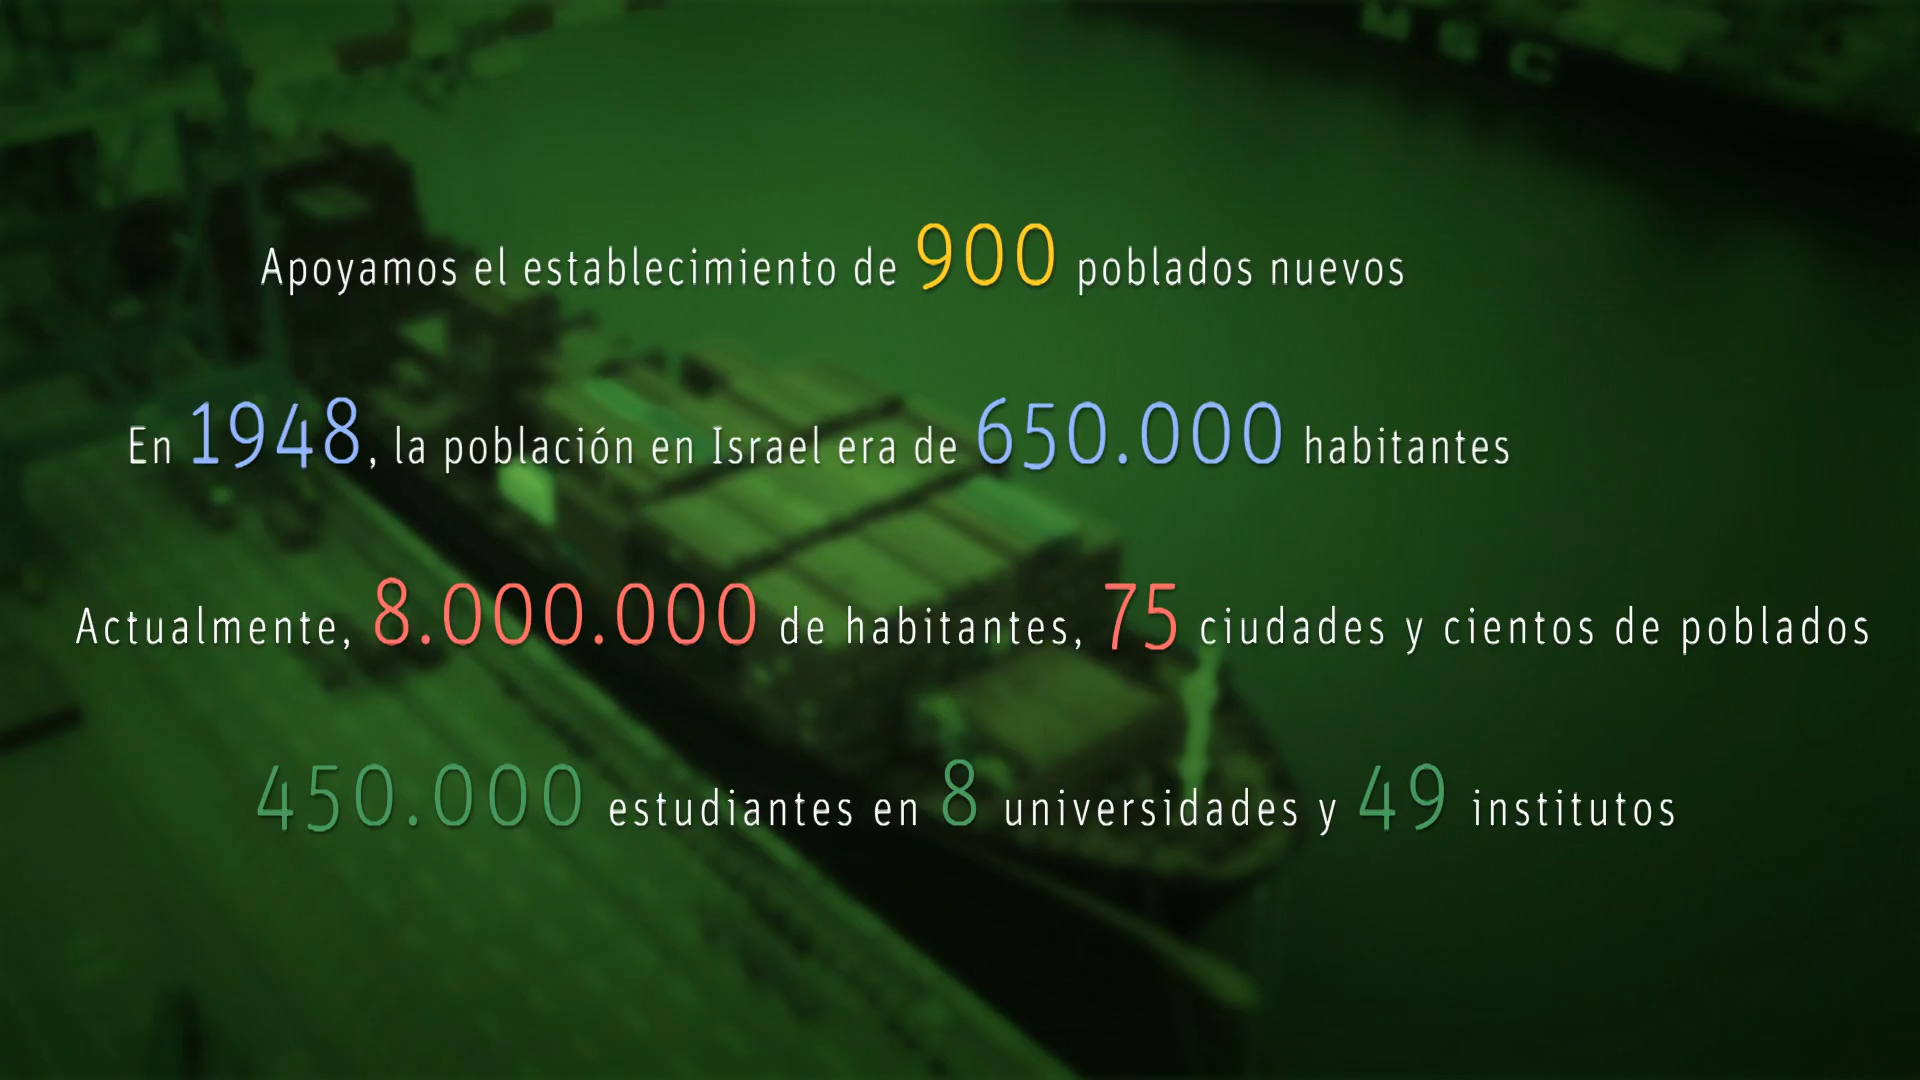 MSC
Apoyamos el establecimiento de 900 poblados nuevos
En 1948, la población en Israel era de 650.000 habitantes
Actualmente, 8.000.000 de habitantes, 75 ciudades y cientos de poblados
450.000 estudiantes en 8 universidades y 49 institutos